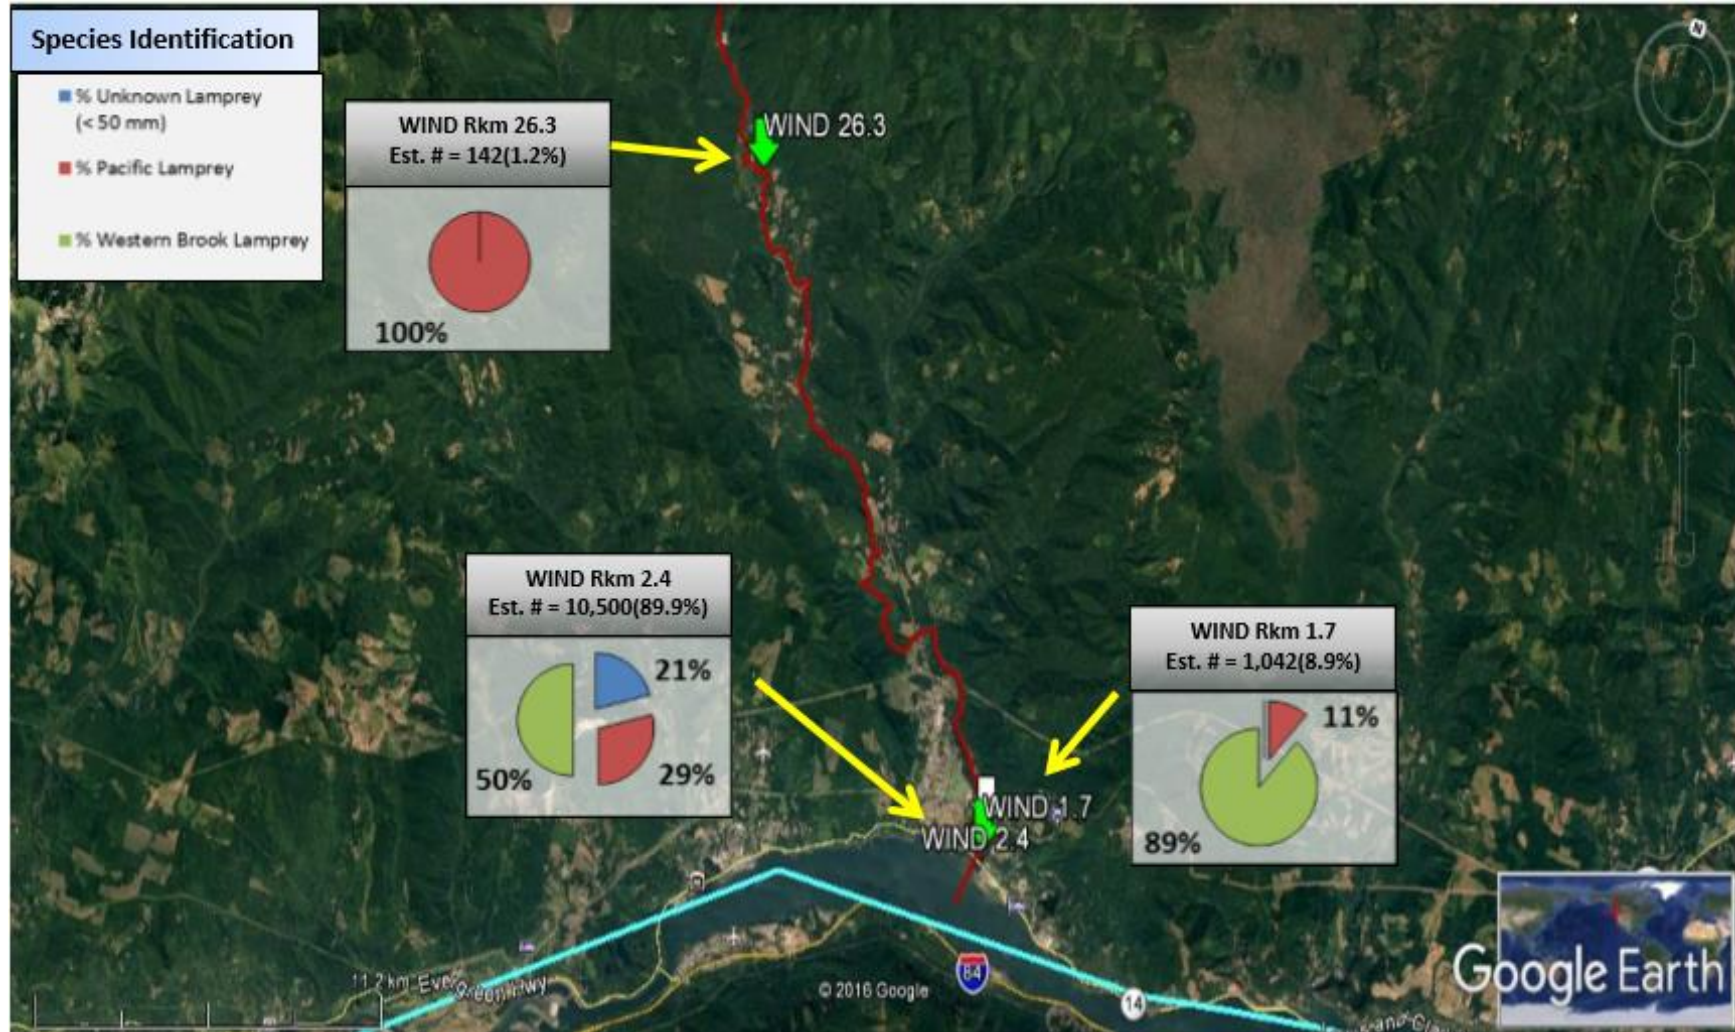 Species Identification
% Unknown Lamprey
(< 50 mm)
% Pacific Lamprey
% Western Brook Lamprey
WIND Rkm 26.3
Est. # = 142(1.2%)
100%
WIND 26.3
N
WIND Rkm 2.4
Est. # = 10,500(89.9%)
21%
29%
50%
WIND Rkm 1.7
Est. # = 1,042(8.9%)
11%
89%
WIND 1.7
WIND 2.4
11.2 km
Evergreen Hwy
© 2016 Google
84
14
Google Earth